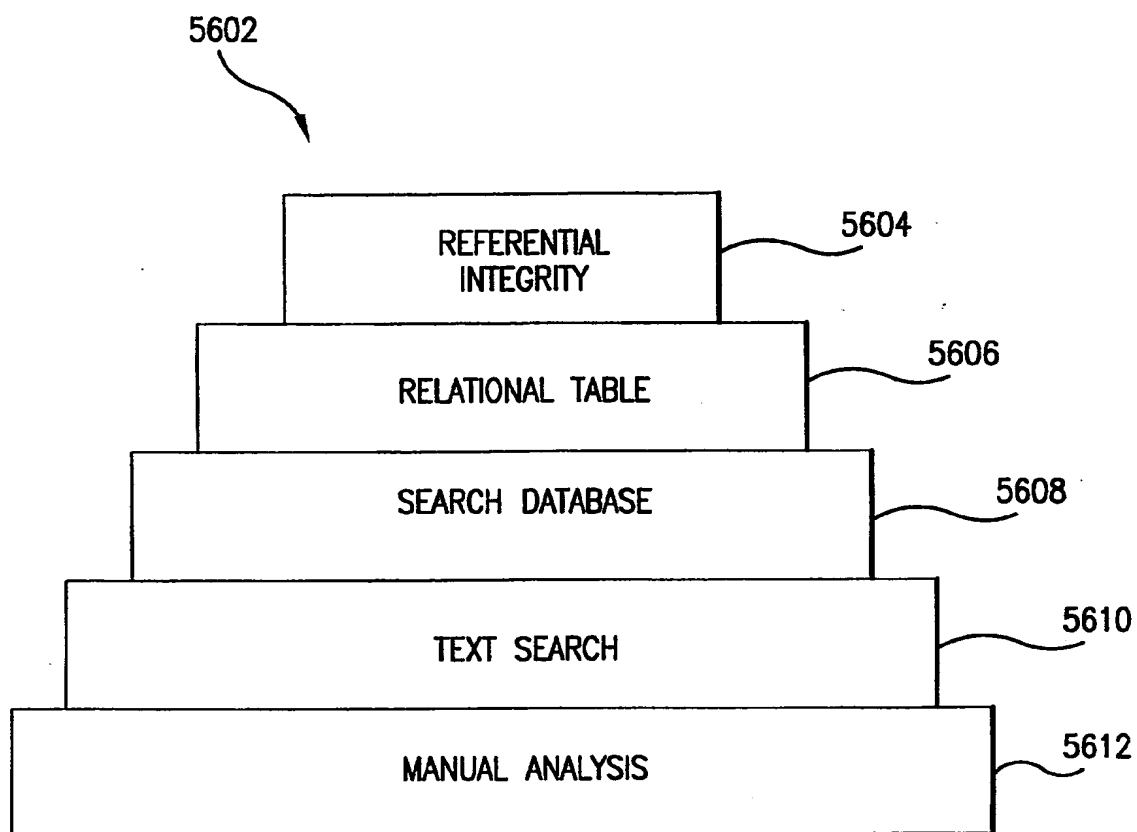 5602
REFERENTIAL
INTEGRITY
5604
RELATIONAL TABLE
5606
SEARCH DATABASE
5608
TEXT SEARCH
5610
MANUAL ANALYSIS
5612